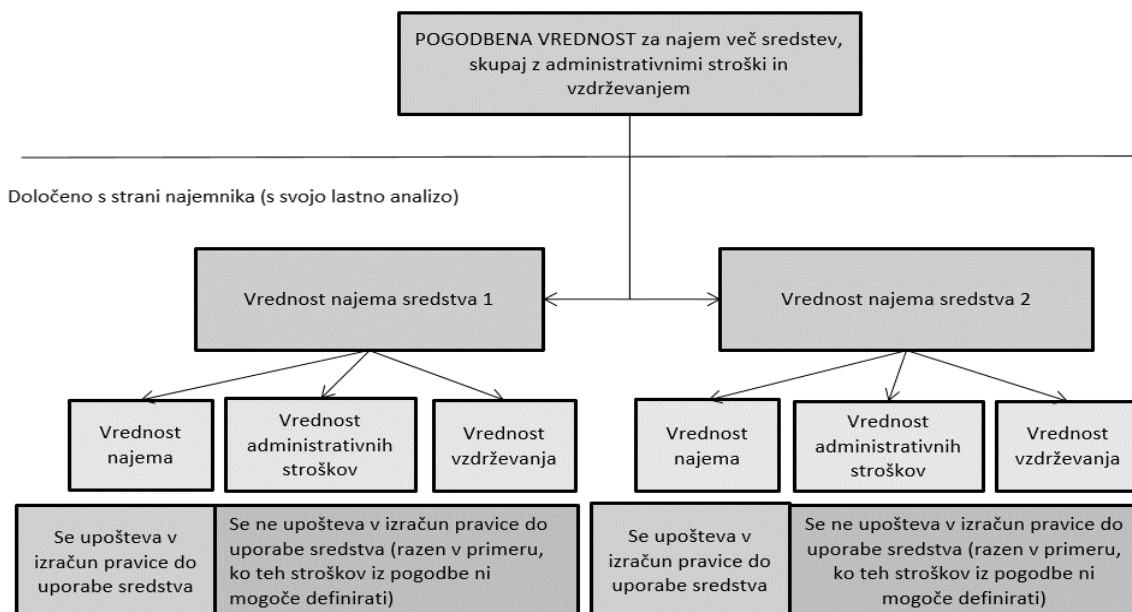 POGODBENA VREDNOST za najem več sredstev,
skupaj z administrativnimi stroški in
vzdrževanjem
Določeno s strani najemnika (s svojo lastno analizo)
Vrednost najema sredstva 1
Vrednost najema sredstva 2
Vrednost
najema
Vrednost
administrativnih
stroškov
Vrednost
vzdrževanja
Vrednost
najema
Vrednost
administrativnih
stroškov
Vrednost
vzdrževanja
Se upošteva v
izračun pravice do
uporabe sredstva
Se ne upošteva v izračun pravice do
uporabe sredstva (razen v primeru,
ko teh stroškov iz pogodbe ni
mogoče definirati)
Se upošteva v
izračun pravice do
uporabe sredstva
Se ne upošteva v izračun pravice do
uporabe sredstva (razen v primeru,
ko teh stroškov iz pogodbe ni
mogoče definirati)